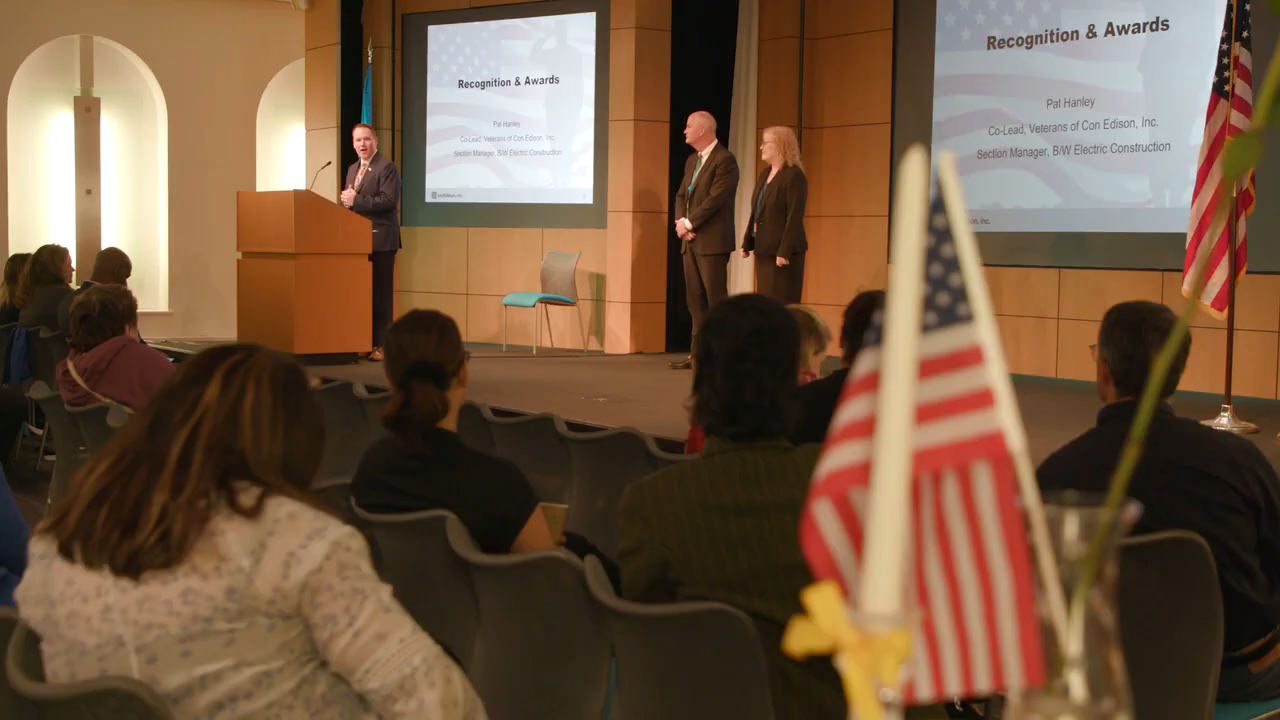 Recognition & Awards
Pat Hanley
Co-Lead, Veterans of Con Edison, Inc.
Section Manager, B/W Electric Construction
Recognition & Awards
Pat Hanley
Co-Lead, Veterans of Con Edison, Inc.
Section Manager, B/W Electric Construction